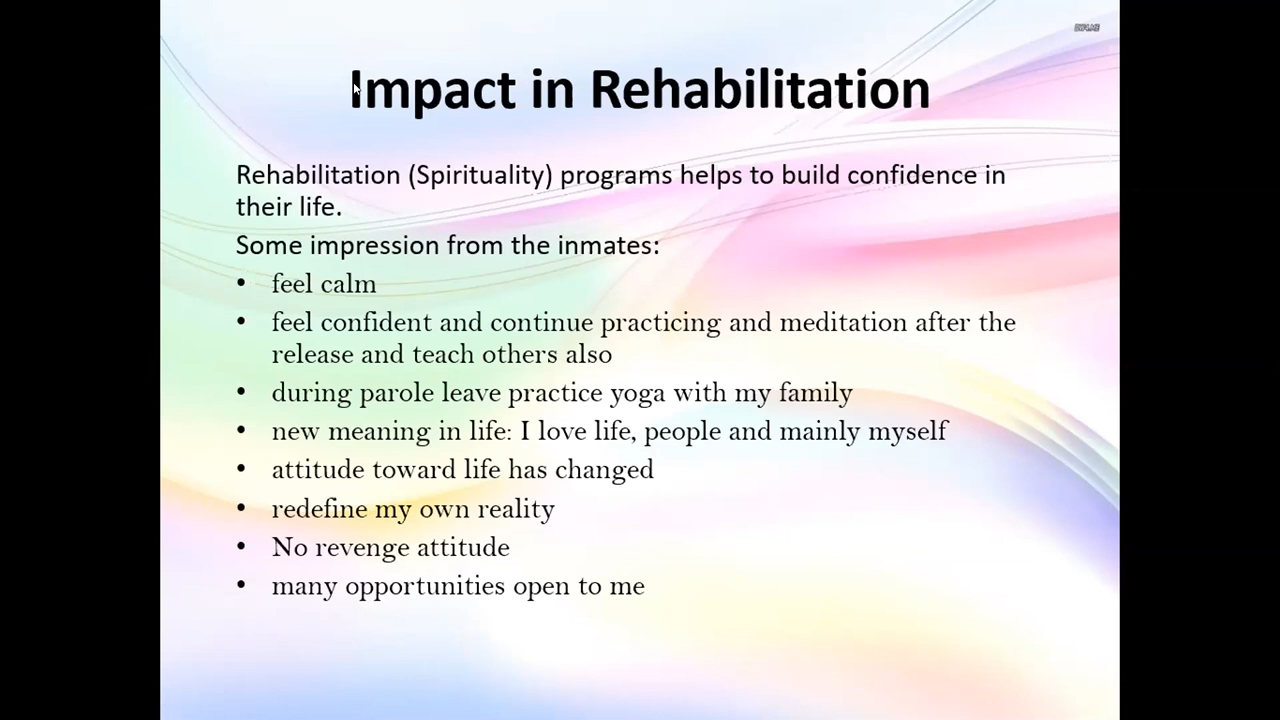 Impact in Rehabilitation
Rehabilitation (Spirituality) programs helps to build confidence in
their life.
Some impression from the inmates:
• feel calm
• feel confident and continue practicing and meditation after the
release and teach others also
• during parole leave practice yoga with my family
• new meaning in life: I love life, people and mainly myself
• attitude toward life has changed
• redefine my own reality
• No revenge attitude
• many opportunities open to me